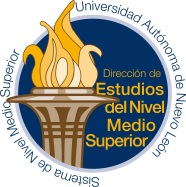 Universidad Autónoma de Nuevo León
Sistema de Nivel Medio Superior
Dirección de
Estudios
del Nivel
Medio
Superior